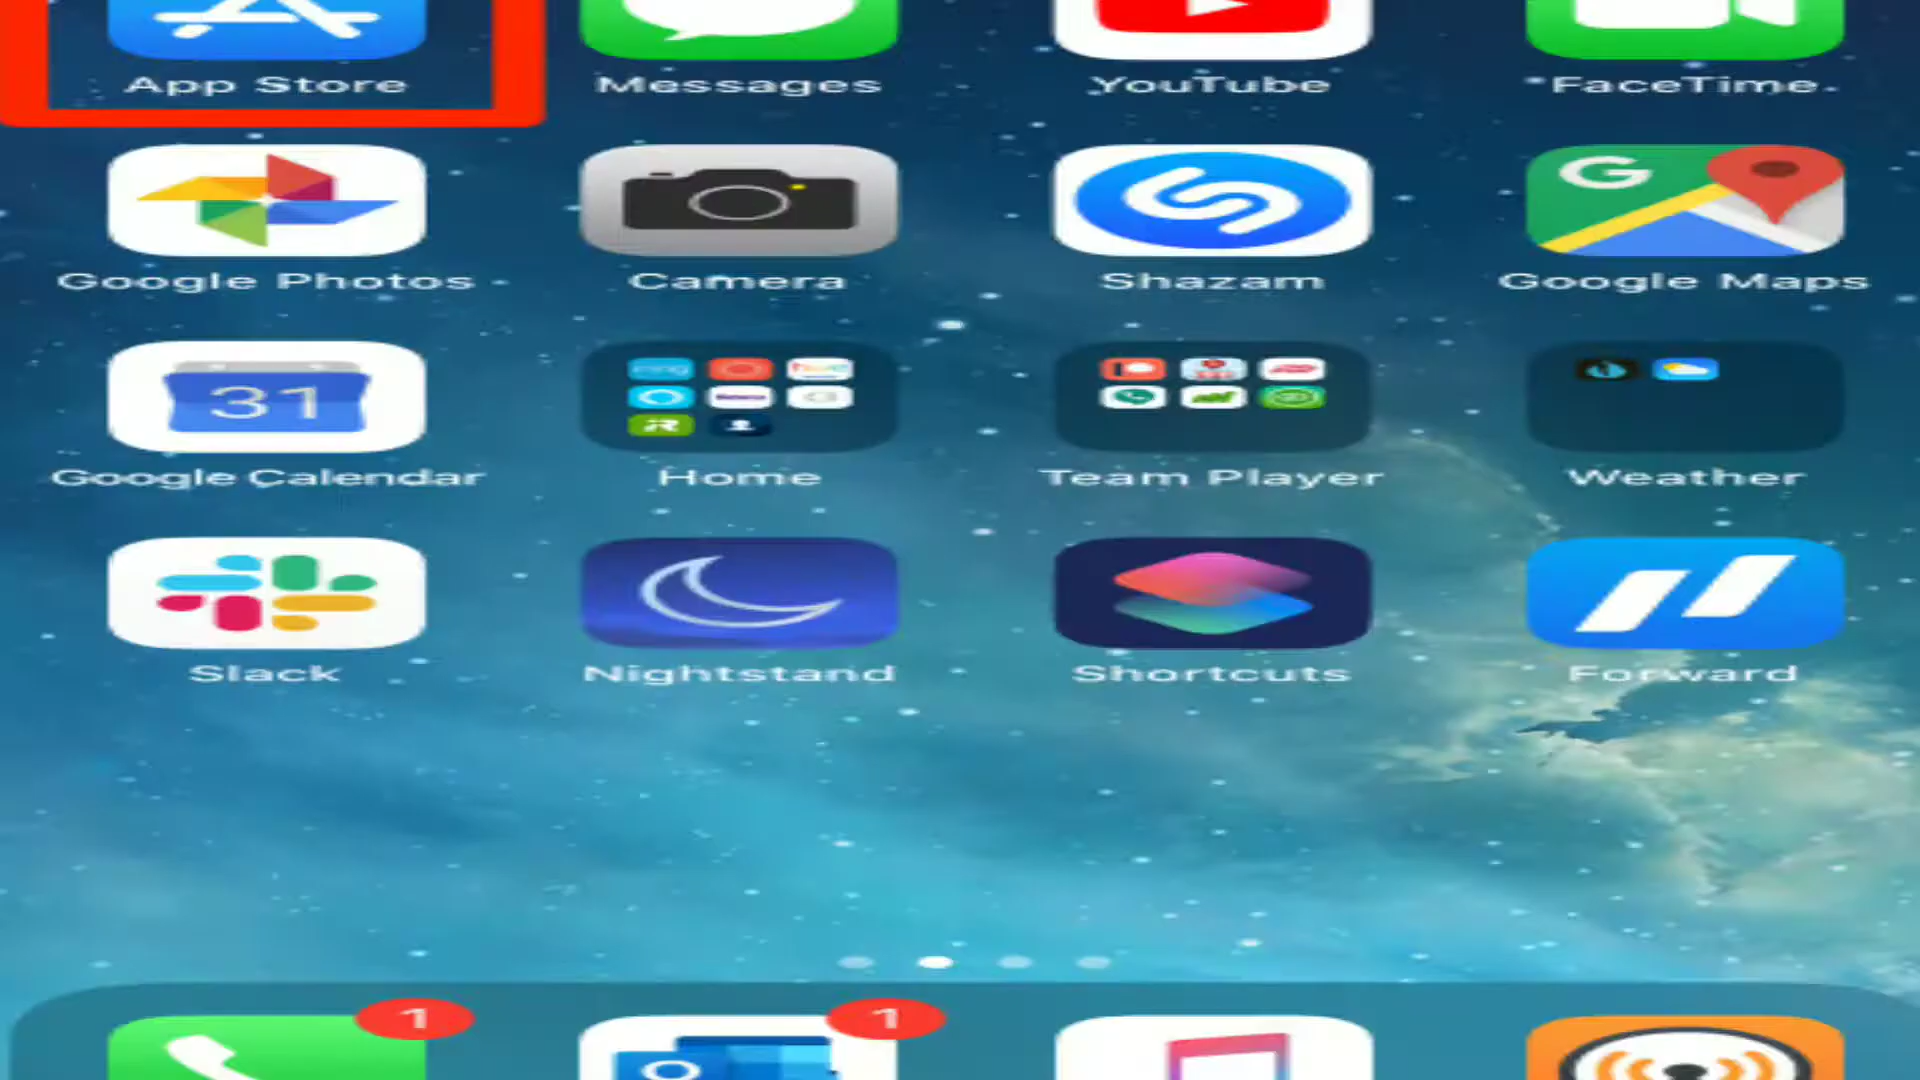 App Store Messages YouTube FaceTime
Google Photos Camera Shazam Google Maps
G
31
Google Calendar Home Team Player Weather
Slack Nightstand Shortcuts Forward
1 1